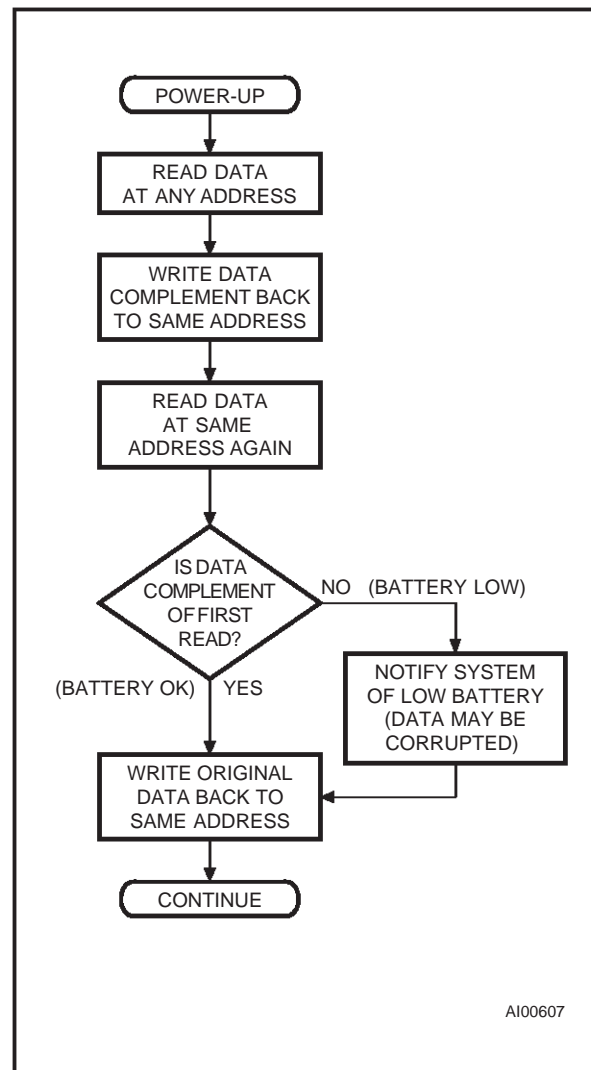 POWER-UP
READ DATA
AT ANY ADDRESS
WRITE DATA
COMPLEMENT BACK
TO SAME ADDRESS
READ DATA
AT SAME
ADDRESS AGAIN
IS DATA
COMPLEMENT
OF FIRST
READ?
NO (BATTERY LOW)
(BATTERY OK) YES
NOTIFY SYSTEM
OF LOW BATTERY
(DATA MAY BE
CORRUPTED)
WRITE ORIGINAL
DATA BACK TO
SAME ADDRESS
CONTINUE
AI00607